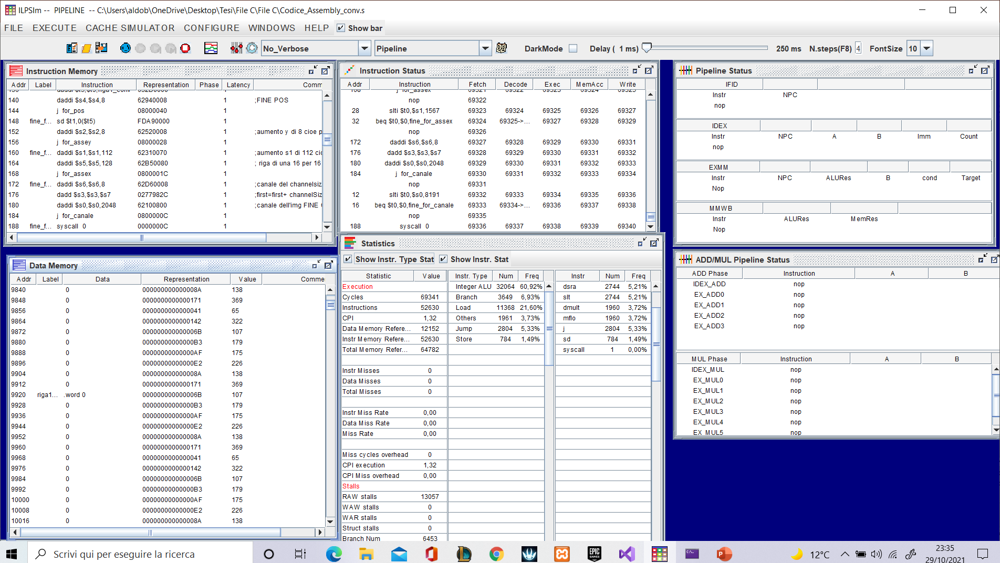 ILPSIm -- PIPELINE -- C:\Users\aldob\OneDrive\Desktop\Tesi\File C\File C\Codice_Assembly_conv.s
FILE EXECUTE CACHE SIMULATOR CONFIGURE WINDOWS HELP Show bar
No_Verbose Pipeline DarkMode Delay ( 1 ms) 250 ms N.steps(F8) 4 FontSize 10
Instruction Memory
Addr Label Instruction Representation Phase Latency Comm
140 daddi $s4,$s4,8 62940008 1 ;FINE POS
144 j for_pos 08000040 1
148 fine_f... sd $t1,0($t5) FDA90000 1
152 daddi $s2,$s2,8 62520008 1 ;aumento y di 8 cioe p
156 j for_assey 08000028 1
160 fine_f... daddi $s1,$s1,112 62310070 1 ;aumento s1 di 112 cio
164 daddi $s5,$s5,128 62B50080 1 ; riga di una 16 per 16
168 j for_assex 0800001C 1
172 fine_f... daddi $s6,$s6,8 62D60008 1 ;canale del channelsiz
176 dadd $s3,$s3,$s7 0277982C 1 ;first=first+ channelSiz
180 daddi $s0,$s0,2048 62100800 1 ;canale dell'img FINE
184 j for_canale 0800000C 1
188 fine_f... syscall 0 0000000C 1
Instruction Status
Addr Instruction Fetch Decode Exec MemAcc Write
168 j for_assex 69321 69322 69323 69324 69325
nop 69322
28 slti $t0,$s1,1567 69323 69324 69325 69326 69327
32 beq $t0,$0,fine_for_assex 69324 69325->... 69327 69328 69329
nop 69326
172 daddi $s6,$s6,8 69327 69328 69329 69330 69331
176 dadd $s3,$s3,$s7 69328 69329 69330 69331 69332
180 daddi $s0,$s0,2048 69329 69330 69331 69332 69333
184 j for_canale 69330 69331 69332 69333 69334
nop 69331
12 slti $t0,$s0,8191 69332 69333 69334 69335 69336
16 beq $t0,$0,fine_for_canale 69333 69334->... 69336 69337 69338
nop 69335
188 syscall 0 69336 69337 69338 69339 69340
Pipeline Status
IFID
Instr NPC
nop
IDEX
Instr NPC A B Imm Count
nop
EXMM
Instr NPC ALURes B cond Target
Nop
MMWB
Instr ALURes MemRes
Nop
Data Memory
Addr Label Data Representation Value Comme
9840 0 000000000000008A 138
9848 0 0000000000000171 369
9856 0 0000000000000041 65
9864 0 0000000000000142 322
9872 0 000000000000006B 107
9880 0 00000000000000B3 179
9888 0 00000000000000AF 175
9896 0 00000000000000E2 226
9904 0 000000000000008A 138
9912 0 0000000000000171 369
9920 riga1... .word 0 000000000000006B 107
9928 0 00000000000000B3 179
9936 0 00000000000000AF 175
9944 0 00000000000000E2 226
9952 0 000000000000008A 138
9960 0 0000000000000171 369
9968 0 0000000000000041 65
9976 0 0000000000000142 322
9984 0 000000000000006B 107
9992 0 00000000000000B3 179
10000 0 00000000000000AF 175
10008 0 00000000000000E2 226
10016 0 000000000000008A 138
Statistics
Show Instr. Type Stat Show Instr. Stat
Statistic Value
Execution
Cycles 69341
Instructions 52630
CPI 1,32
Data Memory Refere... 12152
Instr Memory Refere... 52630
Total Memory Refer... 64782
Instr Misses 0
Data Misses 0
Total Misses 0
Instr Miss Rate 0,00
Data Miss Rate 0,00
Miss Rate 0,00
Miss cycles overhead 0
CPI execution 1,32
CPI Miss overhead 0,00
Stalls
RAW stalls 13057
WAW stalls 0
WAR stalls 0
Struct stalls 0
Branch Num 6453
Instr. Type Num Freq
Integer ALU 32064 60,92%
Branch 3649 6,93%
Load 11368 21,60%
Others 1961 3,73%
Jump 2804 5,33%
Store 784 1,49%
Instr Num Freq
dsra 2744 5,21%
slt 2744 5,21%
dmult 1960 3,72%
mflo 1960 3,72%
j 2804 5,33%
sd 784 1,49%
syscall 1 0,00%
ADD/MUL Pipeline Status
ADD Phase Instruction A B
IDEX_ADD nop
EX_ADD0 nop
EX_ADD1 nop
EX_ADD2 nop
EX_ADD3 nop
MUL Phase Instruction A B
IDEX_MUL nop
EX_MUL0 nop
EX_MUL1 nop
EX_MUL2 nop
EX_MUL3 nop
EX_MUL4 nop
EX_MUL5 nop
Scrivi qui per eseguire la ricerca
EPIC GAMES
12°C
23:35
29/10/2021